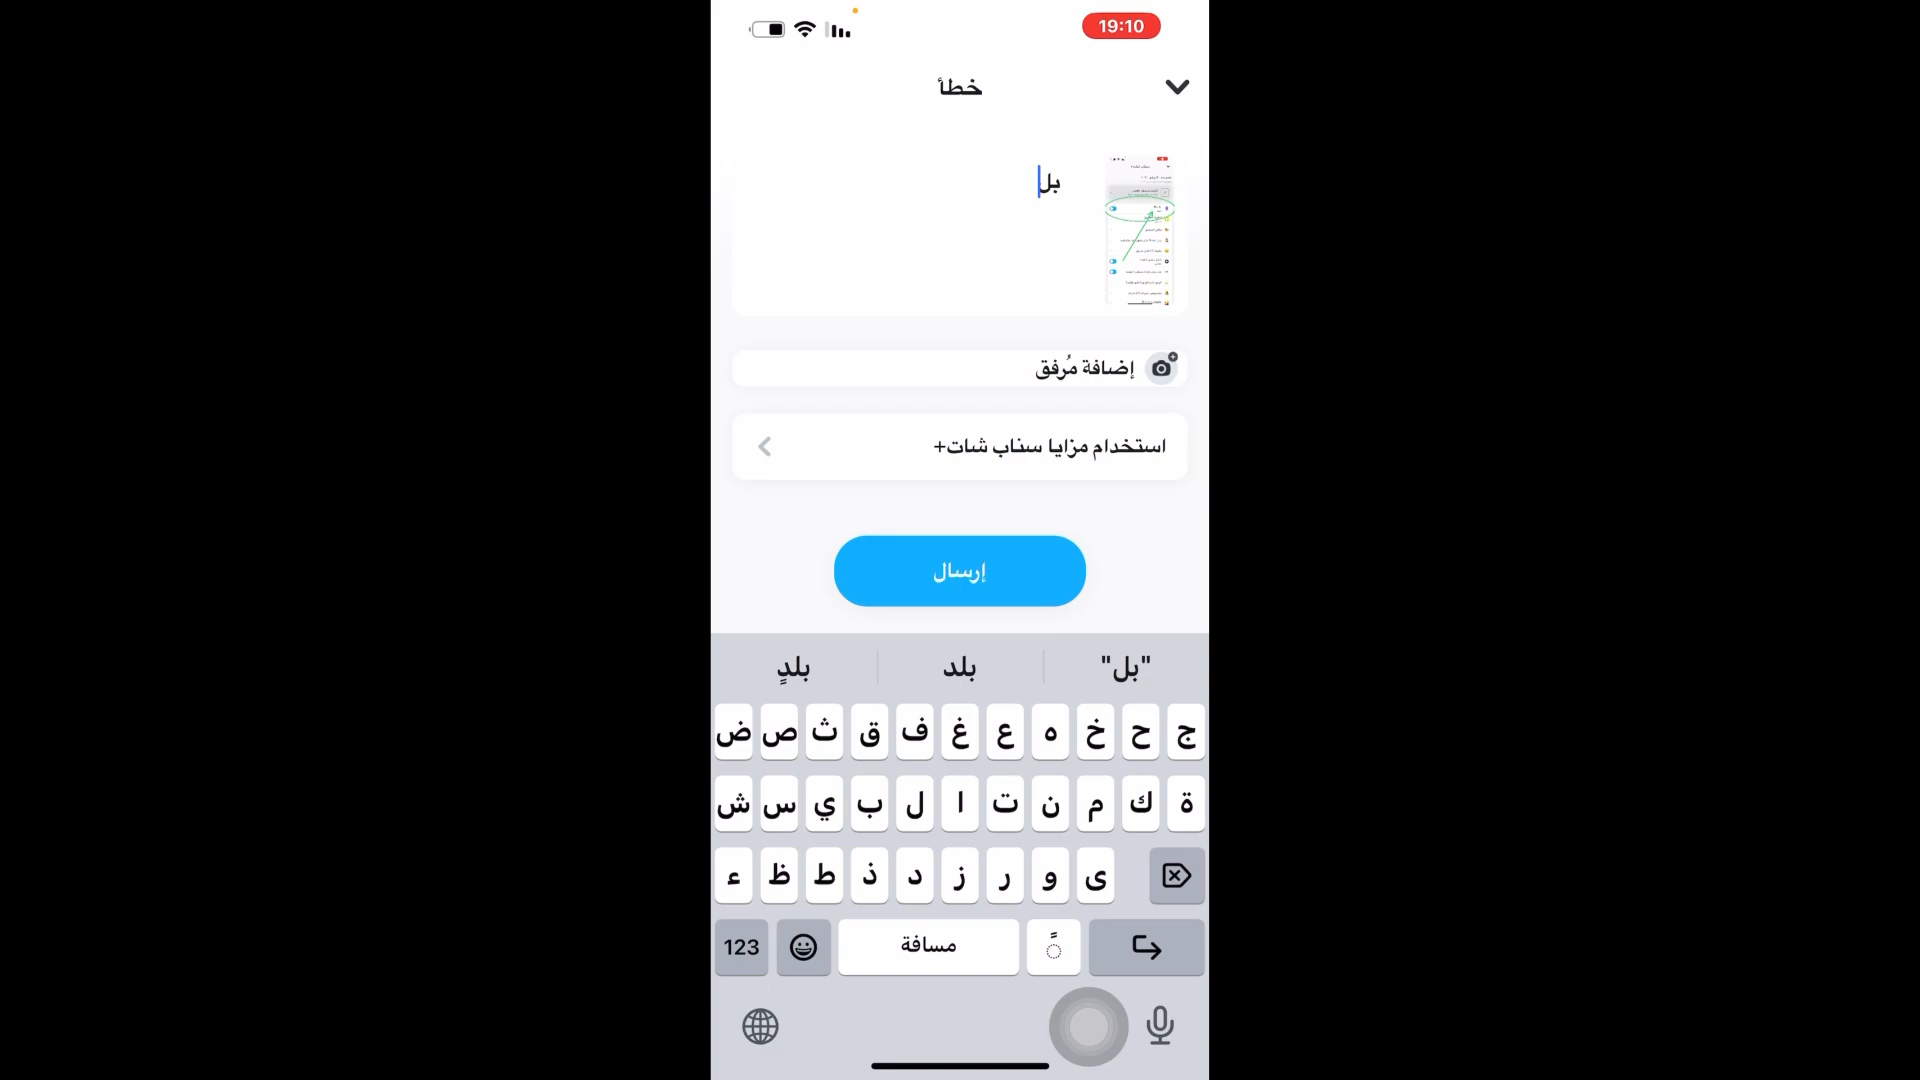 19:10
خطأ
بل
إضافة مُرفق
استخدام مزايا سناب شات+
إرسال
"بل" بلد بلدٍ
ج ح خ ه ع غ ف ق ث ص ض
ة ك م ن ت ا ل ب ي س ش
ى و ر ز د ذ ط ظ ء
مسافة 123